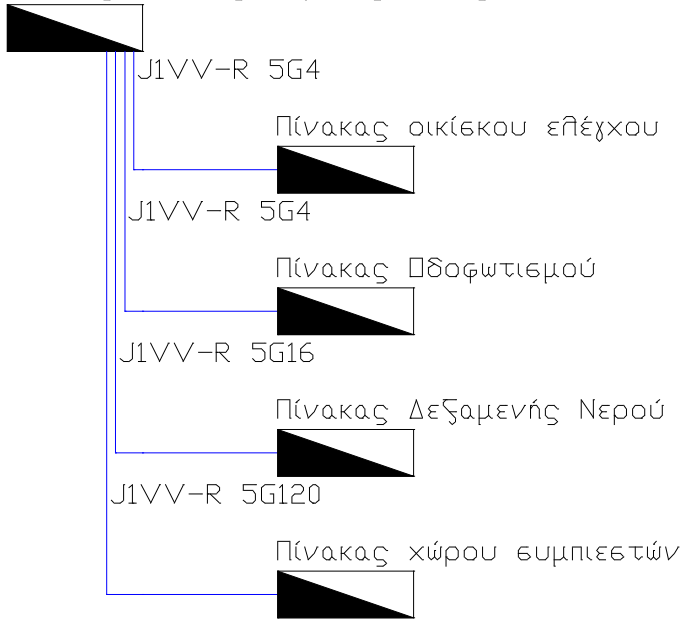 J1VV-R 5G4
Πίνακας οικίσκου ελέγχου
J1VV-R 5G4
Πίνακας Οδοφωτισμού
J1VV-R 5G16
Πίνακας Δεξαμενής Νερού
J1VV-R 5G120
Πίνακας χώρου συμπιεστών